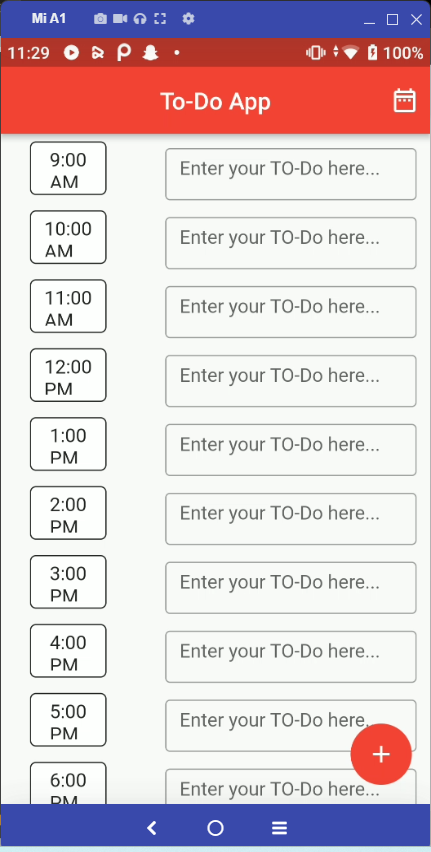 Mi A1
11:29
100%
To-Do App
9:00
AM
Enter your TO-Do here...
10:00
AM
Enter your TO-Do here...
11:00
AM
Enter your TO-Do here...
12:00
PM
Enter your TO-Do here...
1:00
PM
Enter your TO-Do here...
2:00
PM
Enter your TO-Do here...
3:00
PM
Enter your TO-Do here...
4:00
PM
Enter your TO-Do here...
5:00
PM
Enter your TO-Do here...
6:00
PM
Enter your TO-Do here...